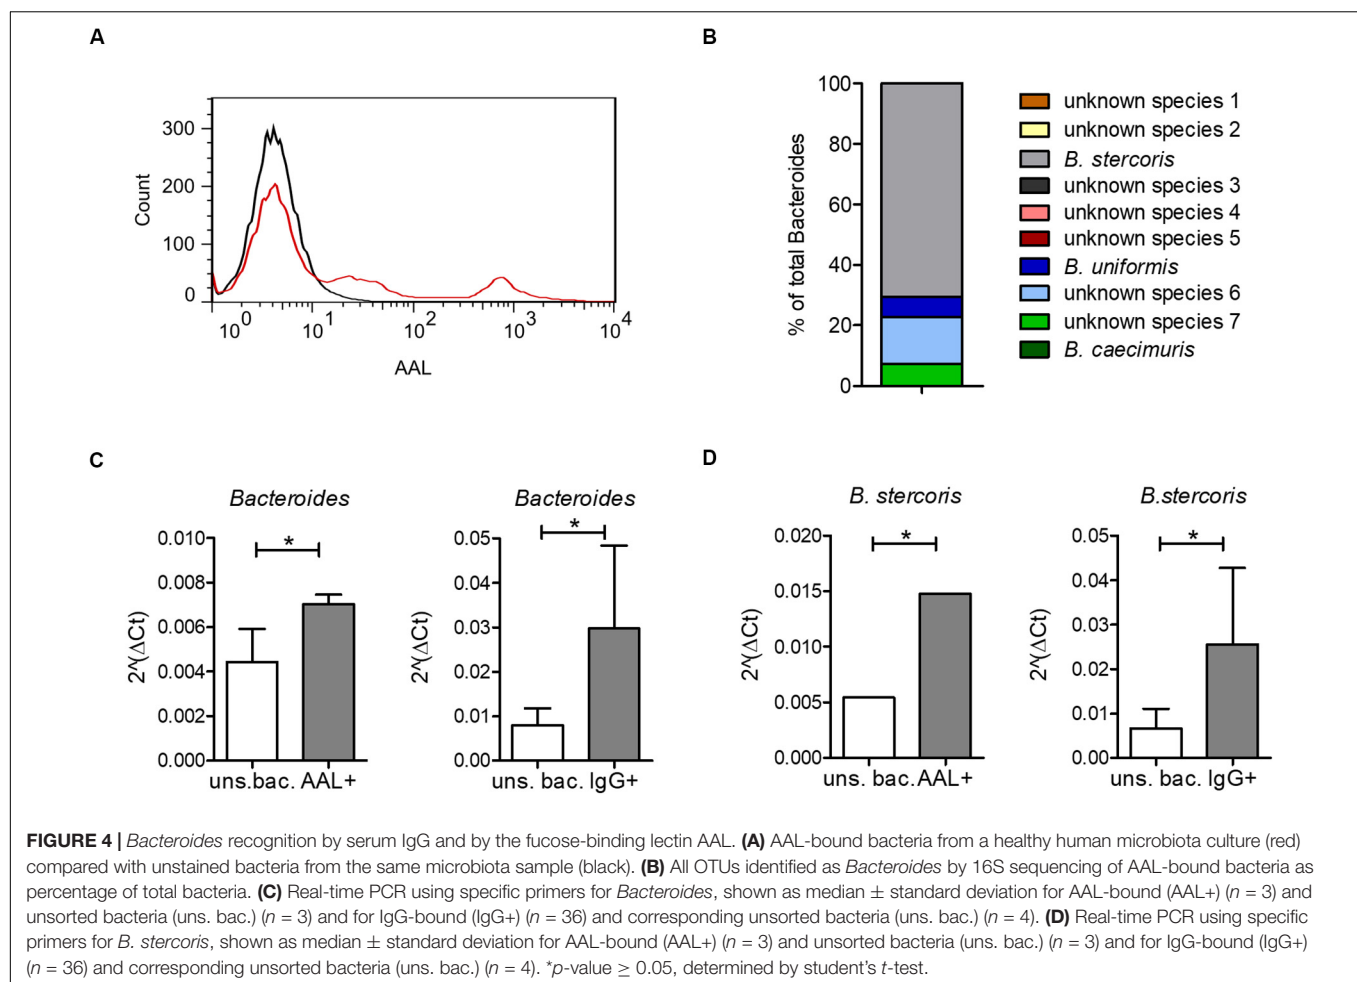 A
B
300
200
100
0
Count
10^0
10^1
10^2
10^3
10^4
AAL
100
80
60
40
20
0
% of total Bacteroides
unknown species 1
unknown species 2
B. stercoris
unknown species 3
unknown species 4
unknown species 5
B. uniformis
unknown species 6
unknown species 7
B. caecimuris
C
D
Bacteroides
*
0.010
0.008
0.006
0.004
0.002
0.000
2^(ΔCt)
uns.bac. AAL+
Bacteroides
*
0.05
0.04
0.03
0.02
0.01
0.00
2^(ΔCt)
uns. bac. IgG+
B. stercoris
*
0.020
0.015
0.010
0.005
0.000
2^(ΔCt)
uns. bac. AAL+
B.stercoris
*
0.05
0.04
0.03
0.02
0.01
0.00
2^(ΔCt)
uns. bac. IgG+
FIGURE 4 | Bacteroides recognition by serum IgG and by the fucose-binding lectin AAL. (A) AAL-bound bacteria from a healthy human microbiota culture (red)
compared with unstained bacteria from the same microbiota sample (black). (B) All OTUs identified as Bacteroides by 16S sequencing of AAL-bound bacteria as
percentage of total bacteria. (C) Real-time PCR using specific primers for Bacteroides, shown as median ± standard deviation for AAL-bound (AAL+) (n = 3) and
unsorted bacteria (uns. bac.) (n = 3) and for IgG-bound (IgG+) (n = 36) and corresponding unsorted bacteria (uns. bac.) (n = 4). (D) Real-time PCR using specific
primers for B. stercoris, shown as median ± standard deviation for AAL-bound (AAL+) (n = 3) and unsorted bacteria (uns. bac.) (n = 3) and for IgG-bound (IgG+)
(n = 36) and corresponding unsorted bacteria (uns. bac.) (n = 4). *p-value ≥ 0.05, determined by student's t-test.